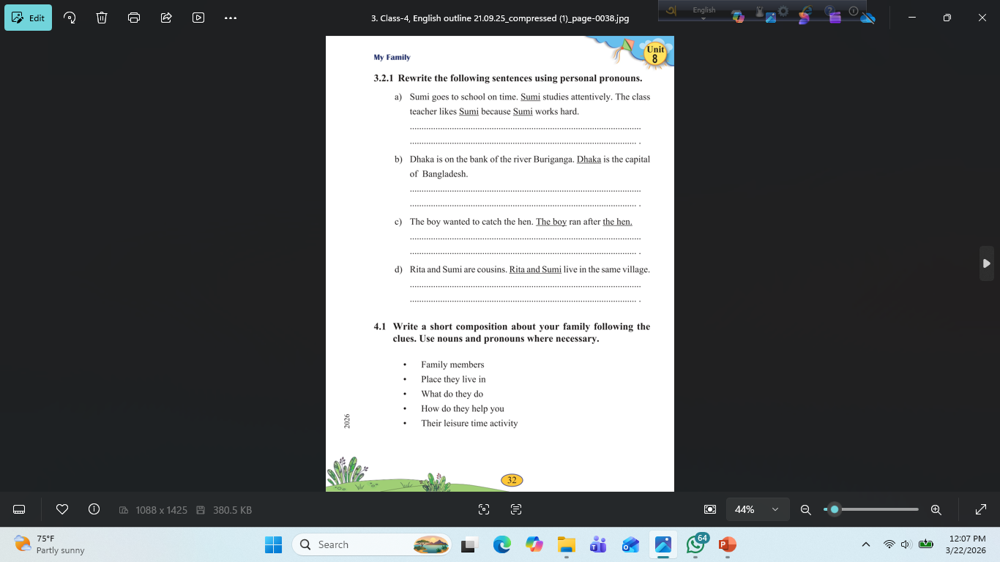 Edit
3. Class-4, English outline 21.09.25_compressed (1)_page-0038.jpg
English
My Family
Unit
8
3.2.1 Rewrite the following sentences using personal pronouns.
a) Sumi goes to school on time. Sumi studies attentively. The class
teacher likes Sumi because Sumi works hard.
...............................................................................................
.............................................................................................. .
b) Dhaka is on the bank of the river Buriganga. Dhaka is the capital
of Bangladesh.
...............................................................................................
.............................................................................................. .
c) The boy wanted to catch the hen. The boy ran after the hen.
...............................................................................................
.............................................................................................. .
d) Rita and Sumi are cousins. Rita and Sumi live in the same village.
...............................................................................................
.............................................................................................. .
4.1 Write a short composition about your family following the
clues. Use nouns and pronouns where necessary.
• Family members
• Place they live in
• What do they do
• How do they help you
• Their leisure time activity
2026
32
1088 x 1425 380.5 KB
44%
75°F
Partly sunny
Search
64
12:07 PM
3/22/2026